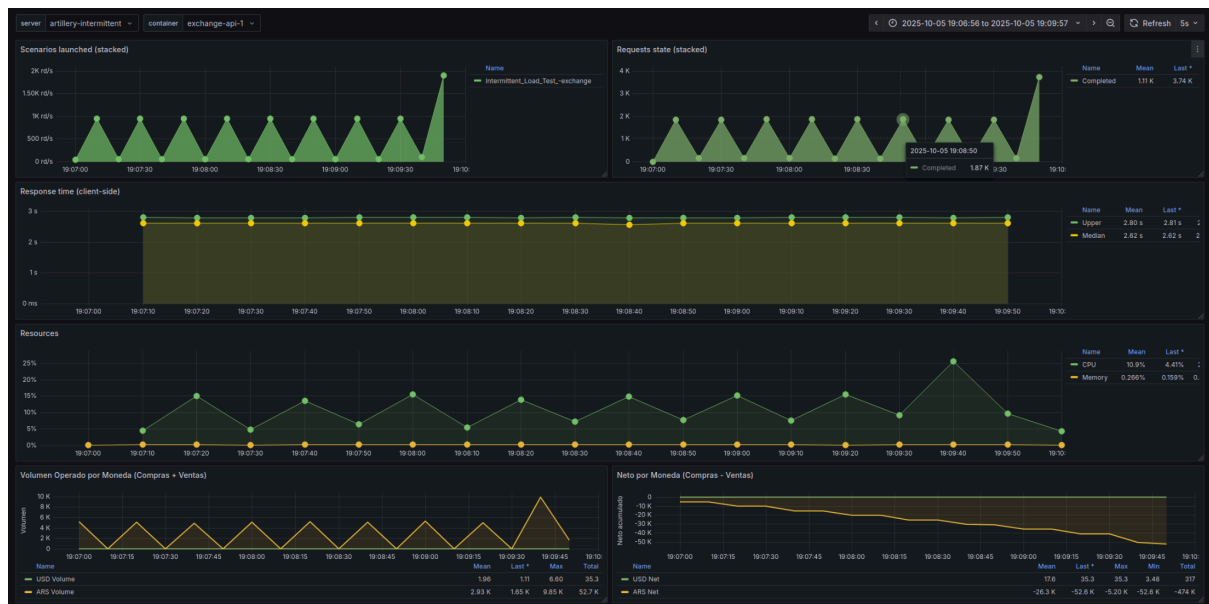 server artillery-intermittent container exchange-api-1 2025-10-05 19:06:56 to 2025-10-05 19:09:57 Refresh 5s
Scenarios launched (stacked)
2K rd/s
1.50K rd/s
1K rd/s
500 rd/s
0 rd/s
19:07:00 19:07:30 19:08:00 19:08:30 19:09:00 19:09:30 19:10:
Name
Intermittent_Load_Test_-exchange
Requests state (stacked)
4 K
3 K
2 K
1 K
0
19:07:00 19:07:30 19:08:00 19:08:30 9:30 19:10:
2025-10-05 19:08:50
Completed 1.87 K
Name Mean Last *
Completed 1.11 K 3.74 K
Response time (client-side)
3 s
2 s
1 s
0 ms
19:07:00 19:07:10 19:07:20 19:07:30 19:07:40 19:07:50 19:08:00 19:08:10 19:08:20 19:08:30 19:08:40 19:08:50 19:09:00 19:09:10 19:09:20 19:09:30 19:09:40 19:09:50 19:10:
Name Mean Last *
Upper 2.80 s 2.81 s 2
Median 2.62 s 2.62 s 2
Resources
25%
20%
15%
10%
5%
0%
19:07:00 19:07:10 19:07:20 19:07:30 19:07:40 19:07:50 19:08:00 19:08:10 19:08:20 19:08:30 19:08:40 19:08:50 19:09:00 19:09:10 19:09:20 19:09:30 19:09:40 19:09:50 19:10:
Name Mean Last *
CPU 10.9% 4.41%
Memory 0.266% 0.159% 0.
Volumen Operado por Moneda (Compras + Ventas)
Volumen
10 K
8 K
6 K
4 K
2 K
0
19:07:00 19:07:15 19:07:30 19:07:45 19:08:00 19:08:15 19:08:30 19:08:45 19:09:00 19:09:15 19:09:30 19:09:45 19:10:
Name Mean Last * Max Total
USD Volume 1.96 1.11 6.60 35.3
ARS Volume 2.93 K 1.65 K 9.85 K 52.7 K
Neto por Moneda (Compras - Ventas)
Neto acumulado
0
-10 K
-20 K
-30 K
-40 K
-50 K
19:07:00 19:07:15 19:07:30 19:07:45 19:08:00 19:08:15 19:08:30 19:08:45 19:09:00 19:09:15 19:09:30 19:09:45 19:10:
Name Mean Last * Max Min Total
USD Net 17.6 35.3 35.3 3.48 317
ARS Net -26.3 K -52.6 K -5.20 K -52.6 K -474 K